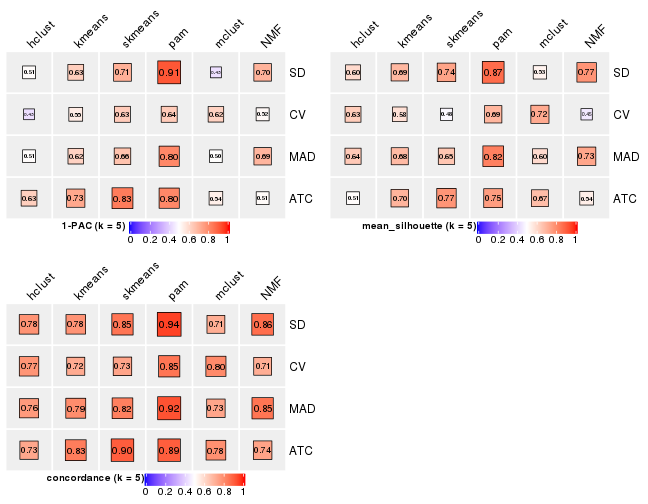 hclust kmeans skmeans pam mclust NMF
0.51 0.63 0.71 0.91 0.43 0.70 SD
0.43 0.55 0.63 0.64 0.62 0.52 CV
0.51 0.62 0.66 0.80 0.50 0.69 MAD
0.63 0.73 0.83 0.80 0.54 0.51 ATC
1-PAC (k = 5)
0 0.2 0.4 0.6 0.8 1
hclust kmeans skmeans pam mclust NMF
0.60 0.69 0.74 0.87 0.53 0.77 SD
0.63 0.58 0.48 0.69 0.72 0.45 CV
0.64 0.68 0.65 0.82 0.60 0.73 MAD
0.51 0.70 0.77 0.75 0.67 0.54 ATC
mean_silhouette (k = 5)
0 0.2 0.4 0.6 0.8 1
hclust kmeans skmeans pam mclust NMF
0.78 0.78 0.85 0.94 0.71 0.86 SD
0.77 0.72 0.73 0.85 0.80 0.71 CV
0.76 0.79 0.82 0.92 0.73 0.85 MAD
0.73 0.83 0.90 0.89 0.78 0.74 ATC
concordance (k = 5)
0 0.2 0.4 0.6 0.8 1